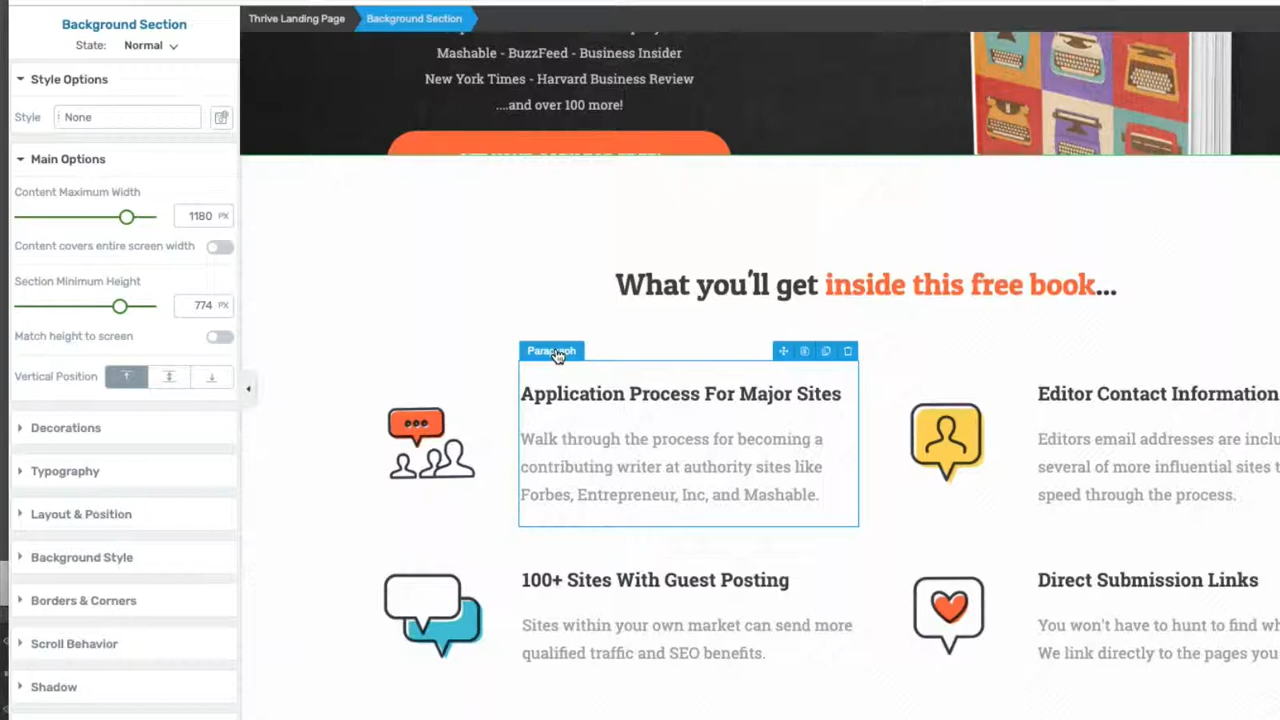 Background Section
State: Normal
Style Options
Style None
Main Options
Content Maximum Width
1180 PX
Content covers entire screen width
Section Minimum Height
774 PX
Match height to screen
Vertical Position
Decorations
Typography
Layout & Position
Background Style
Borders & Corners
Scroll Behavior
Shadow
Thrive Landing Page Background Section
Mashable - BuzzFeed - Business Insider
New York Times - Harvard Business Review
....and over 100 more!
What you'll get inside this free book...
Paragraph
Application Process For Major Sites
Walk through the process for becoming a
contributing writer at authority sites like
Forbes, Entrepreneur, Inc, and Mashable.
Editor Contact Information
Editors email addresses are inclu
several of more influential sites t
speed through the process.
100+ Sites With Guest Posting
Sites within your own market can send more
qualified traffic and SEO benefits.
Direct Submission Links
You won't have to hunt to find wh
We link directly to the pages you